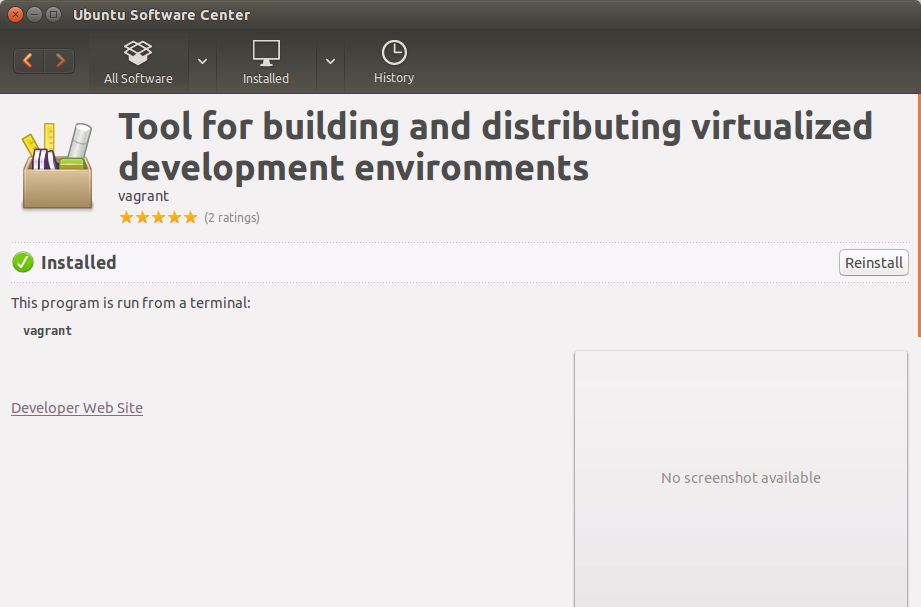 Ubuntu Software Center
All Software
Installed
History
Tool for building and distributing virtualized
development environments
vagrant
(2 ratings)
Installed
Reinstall
This program is run from a terminal:
vagrant
Developer Web Site
No screenshot available